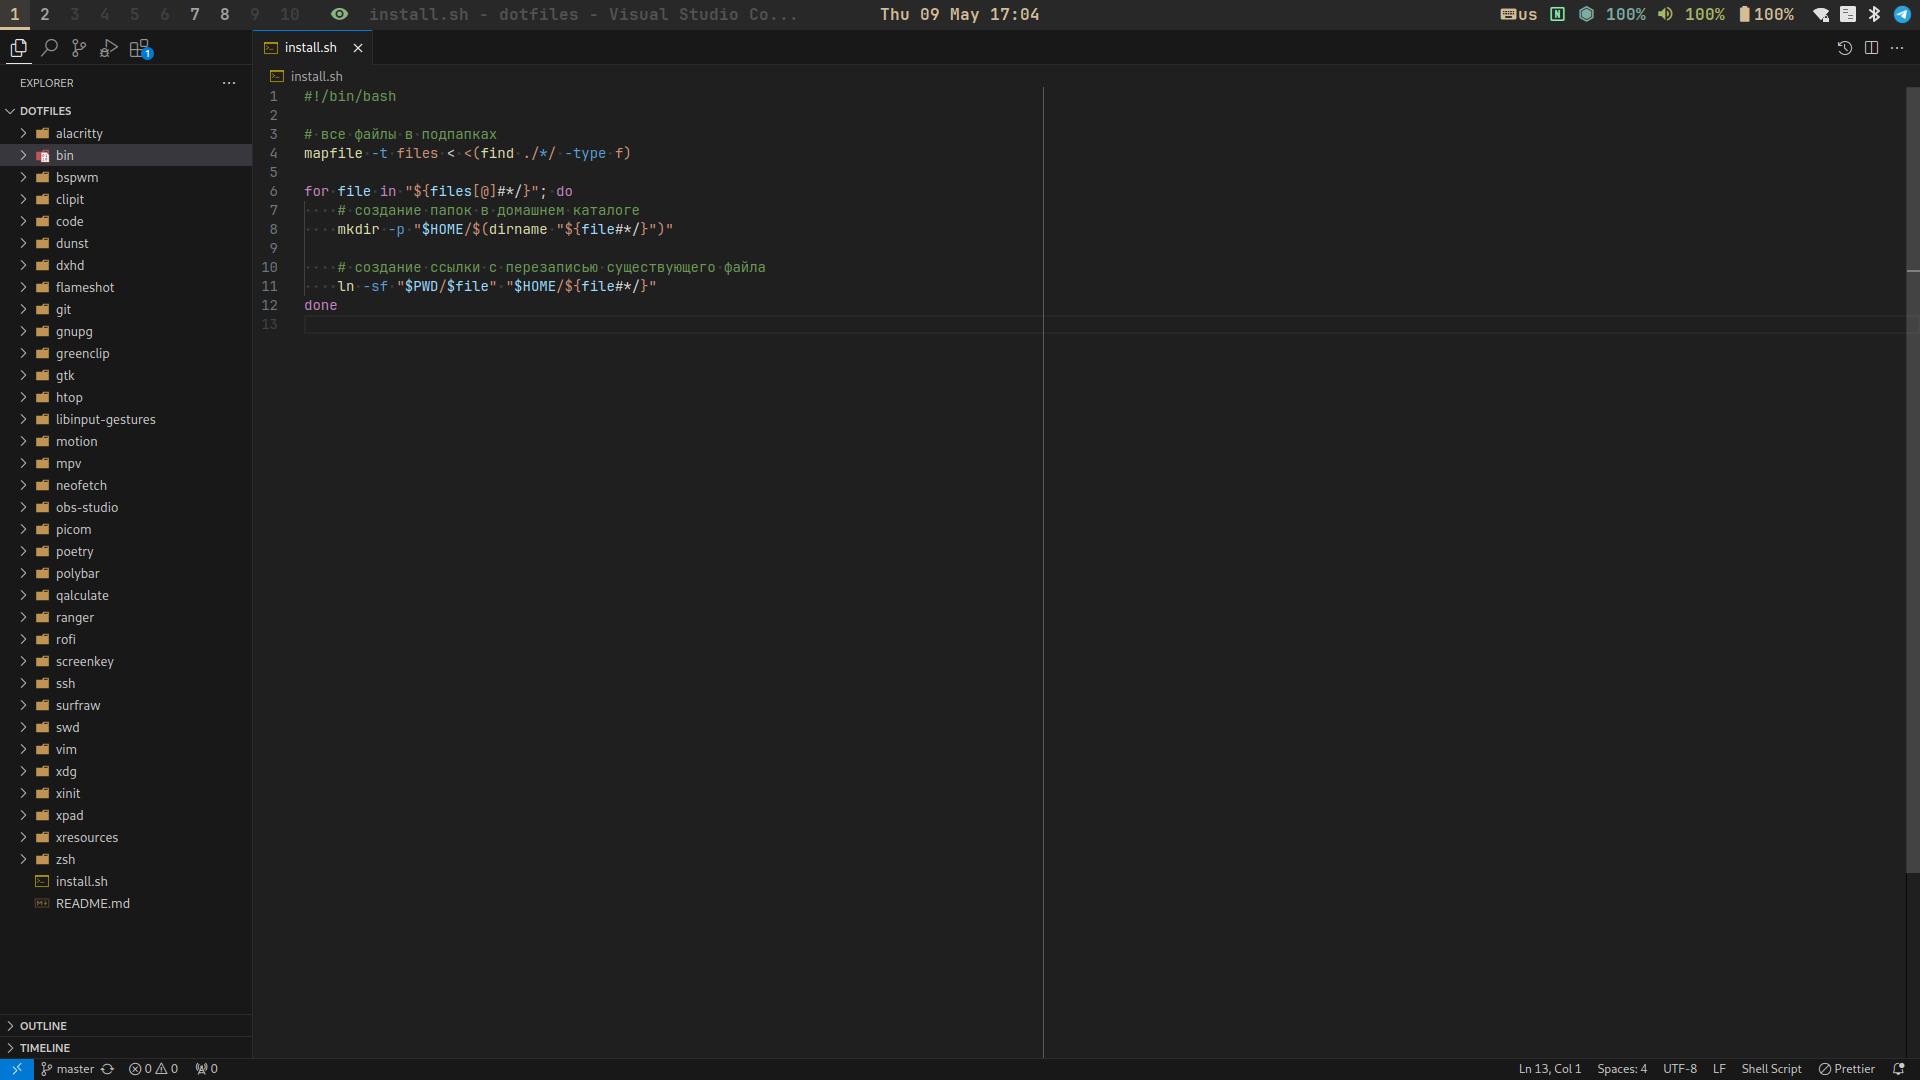 1 2 3 4 5 6 7 8 9 10 install.sh - dotfiles - Visual Studio Co... Thu 09 May 17:04 us N 100% 100% 100%
1
install.sh
EXPLORER ...
install.sh
DOTFILES
alacritty
bin
bspwm
clipit
code
dunst
dxhd
flameshot
git
gnupg
greenclip
gtk
htop
libinput-gestures
motion
mpv
neofetch
obs-studio
picom
poetry
polybar
qalculate
ranger
rofi
screenkey
ssh
surfraw
swd
vim
xdg
xinit
xpad
xresources
zsh
install.sh
README.md
OUTLINE
TIMELINE
1 #!/bin/bash
2
3 # все файлы в подпапках
4 mapfile -t files < <(find ./*/ -type f)
5
6 for file in "${files[@]#*/}"; do
7     # создание папок в домашнем каталоге
8     mkdir -p "$HOME/$(dirname "${file#*/}")"
9
10     # создание ссылки с перезаписью существующего файла
11     ln -sf "$PWD/$file" "$HOME/${file#*/}"
12 done
13
master 0 0 0 Ln 13, Col 1 Spaces: 4 UTF-8 LF Shell Script Prettier